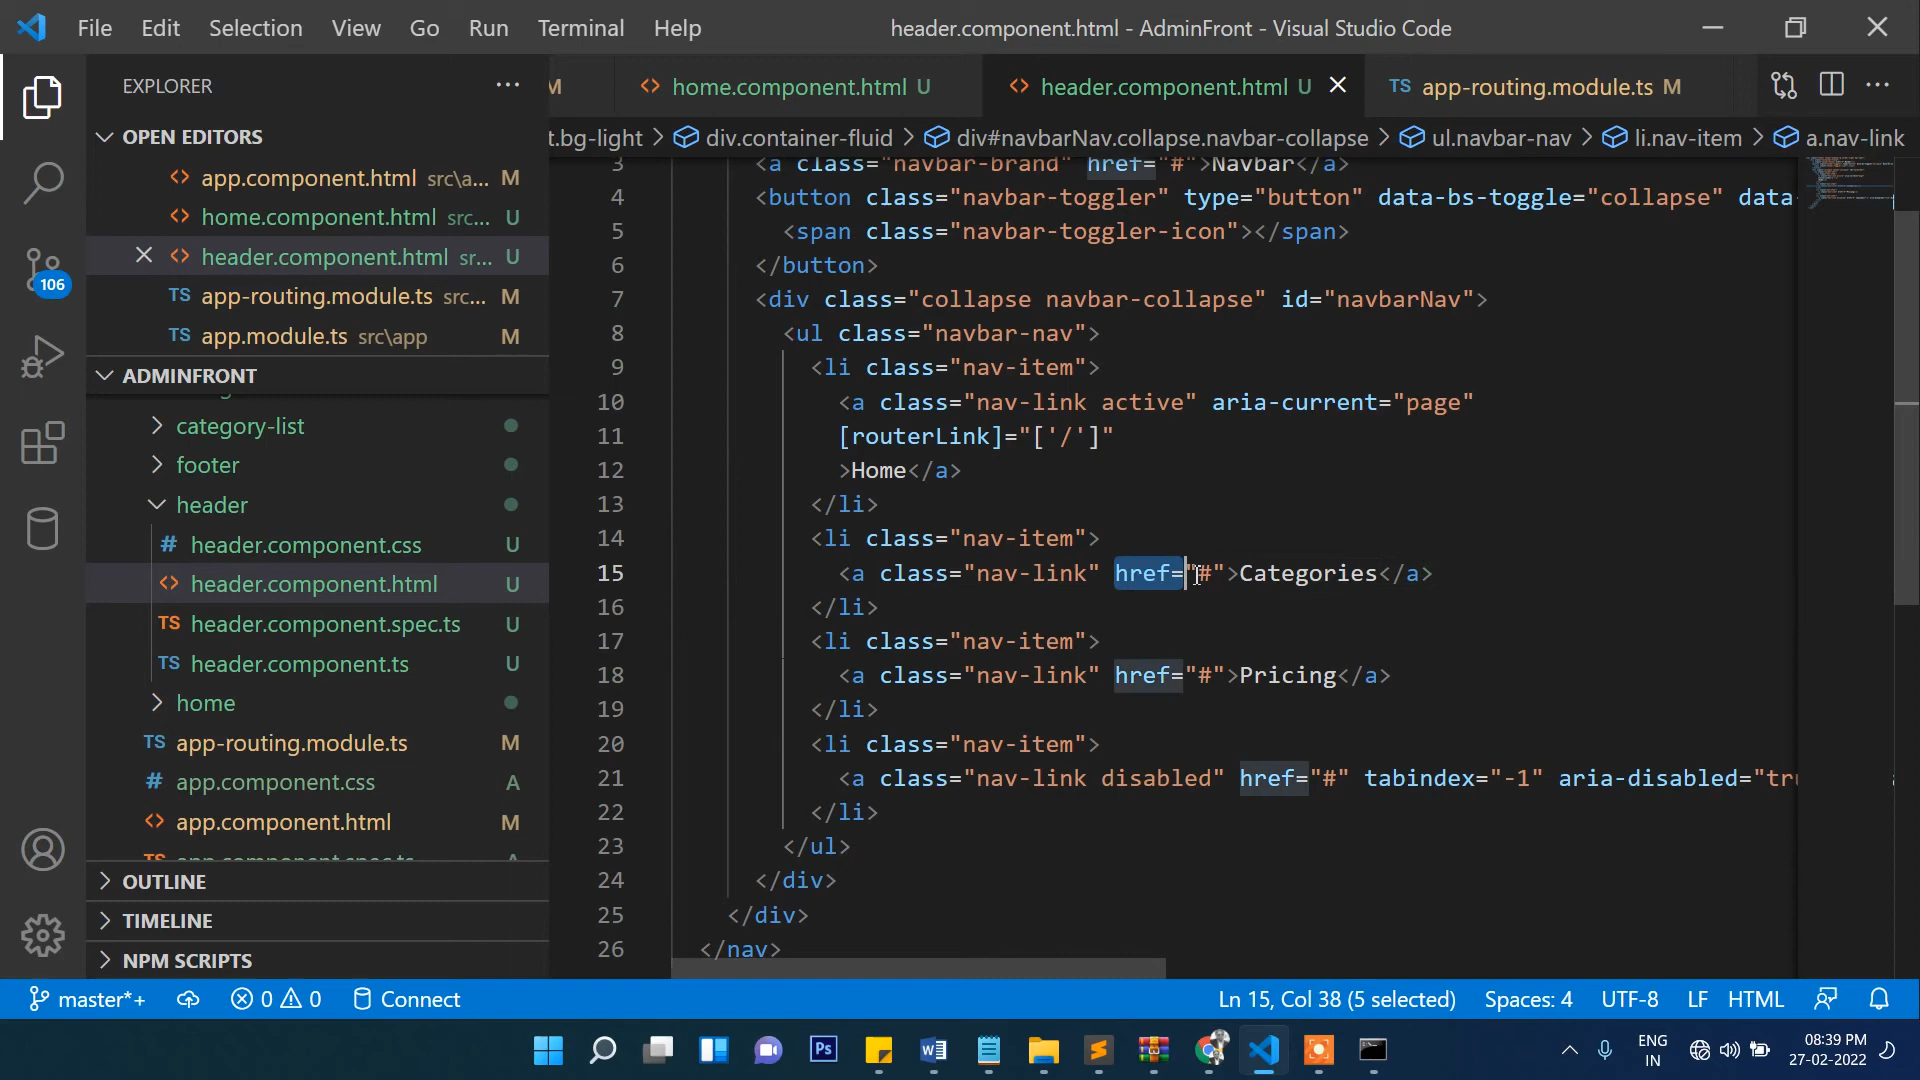 File Edit Selection View Go Run Terminal Help header.component.html - AdminFront - Visual Studio Code
EXPLORER
M home.component.html U header.component.html U app-routing.module.ts M
OPEN EDITORS
t.bg-light > div.container-fluid > div#navbarNav.collapse.navbar-collapse > ul.navbar-nav > li.nav-item > a.nav-link
app.component.html src\a... M
home.component.html src... U
header.component.html sr... U
TS app-routing.module.ts src... M
TS app.module.ts src\app M
ADMINFRONT
category-list
footer
header
# header.component.css U
header.component.html U
TS header.component.spec.ts U
TS header.component.ts U
home
TS app-routing.module.ts M
# app.component.css A
app.component.html M
TS app.component.spec.ts A
OUTLINE
TIMELINE
NPM SCRIPTS
106
3 <a class="navbar-brand" href="#">Navbar</a>
4 <button class="navbar-toggler" type="button" data-bs-toggle="collapse" data-
5 <span class="navbar-toggler-icon"></span>
6 </button>
7 <div class="collapse navbar-collapse" id="navbarNav">
8 <ul class="navbar-nav">
9 <li class="nav-item">
10 <a class="nav-link active" aria-current="page"
11 [routerLink]="['/']"
12 >Home</a>
13 </li>
14 <li class="nav-item">
15 <a class="nav-link" href="#">Categories</a>
16 </li>
17 <li class="nav-item">
18 <a class="nav-link" href="#">Pricing</a>
19 </li>
20 <li class="nav-item">
21 <a class="nav-link disabled" href="#" tabindex="-1" aria-disabled="tru
22 </li>
23 </ul>
24 </div>
25 </div>
26 </nav>
master*+ 0 0 Connect Ln 15, Col 38 (5 selected) Spaces: 4 UTF-8 LF HTML
Ps W ENG IN 08:39 PM 27-02-2022